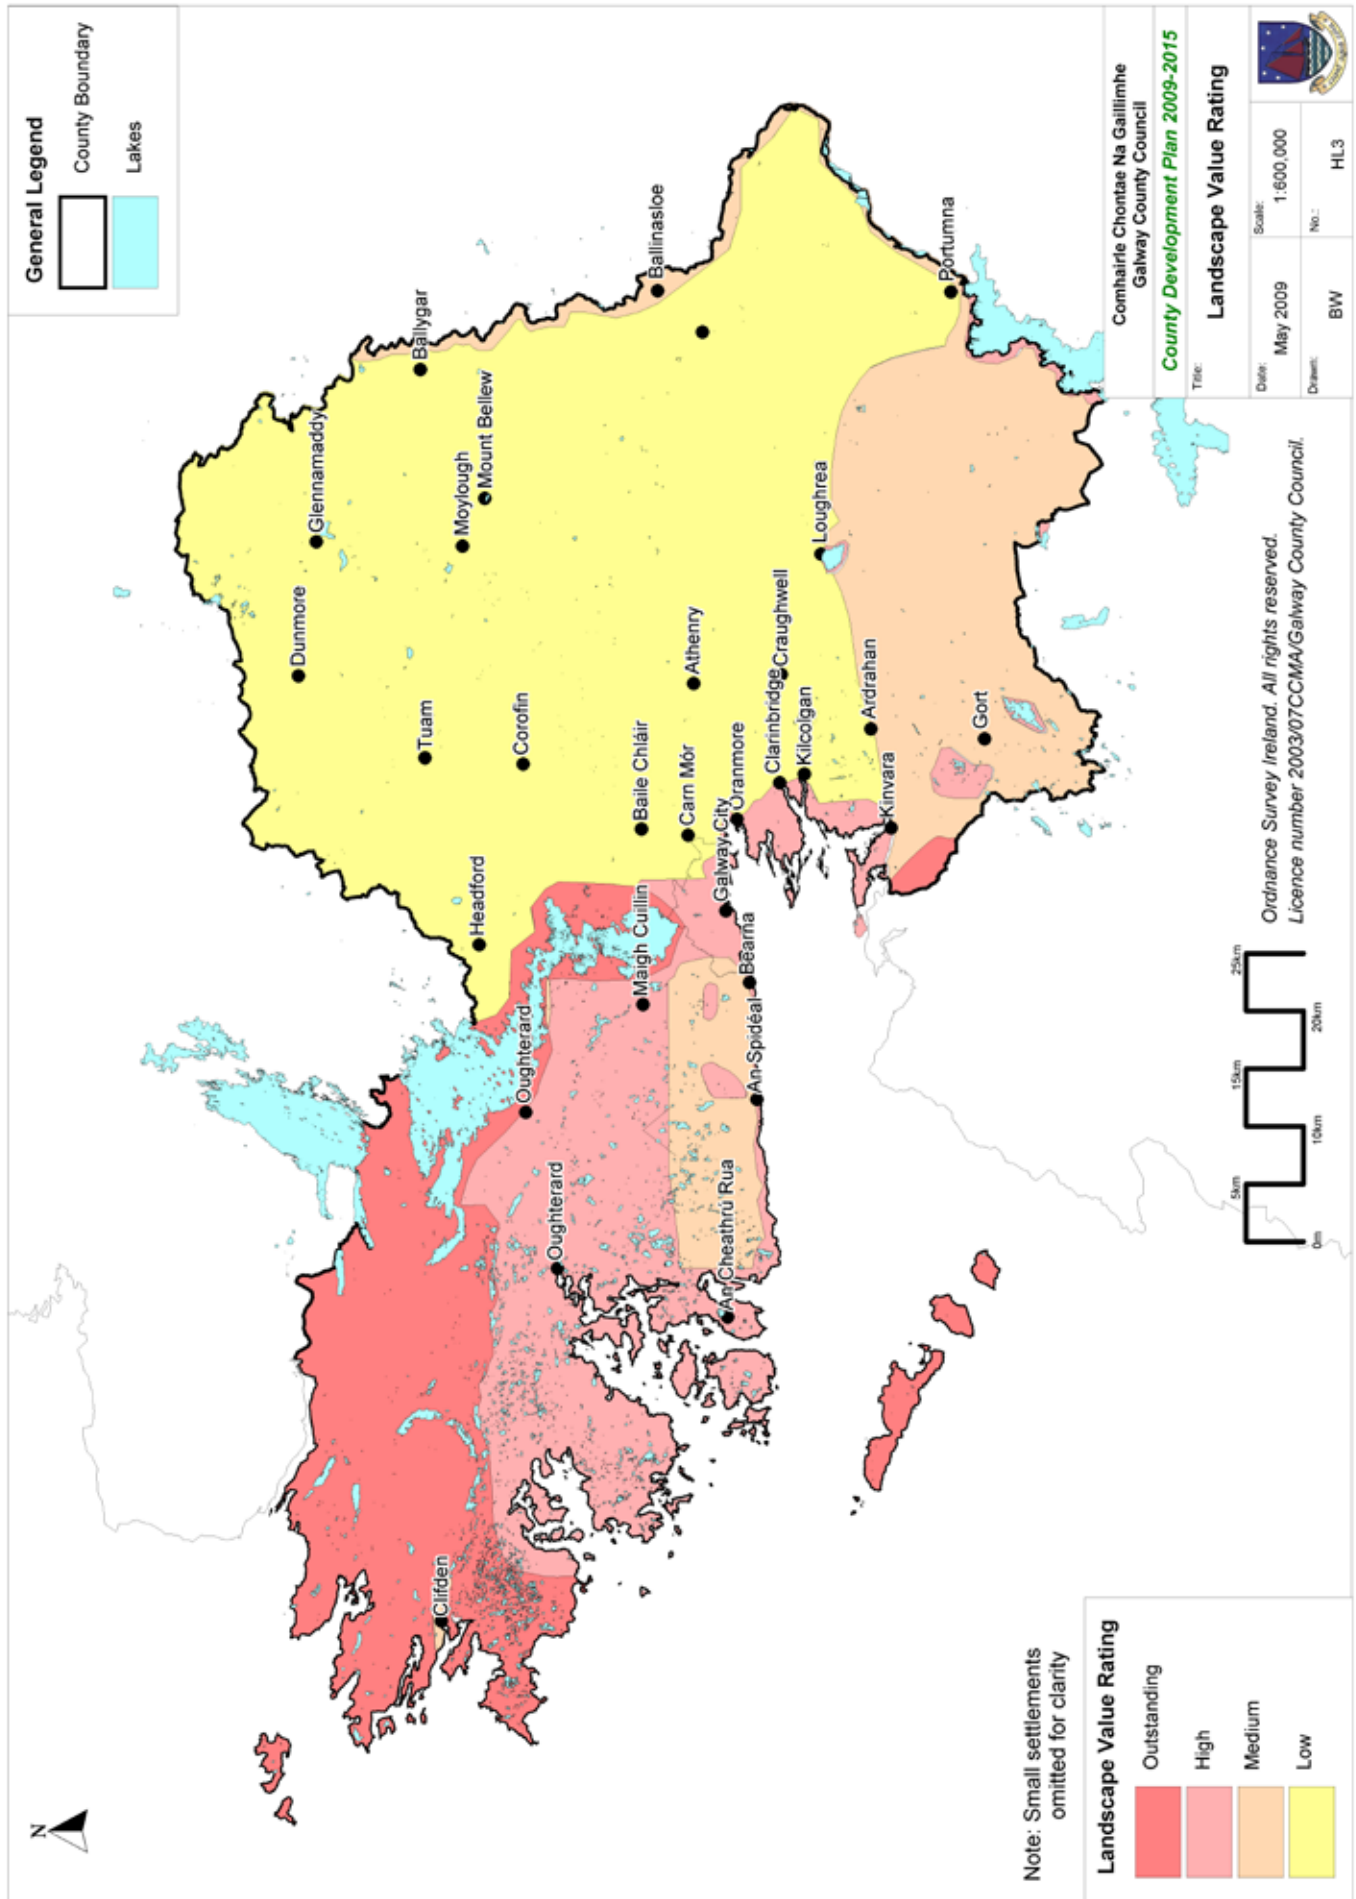 General Legend
County Boundary
Lakes
N
Glennamaddy
Ballygar
Dunmore
Moylough
Mount Bellew
Tuam
Corofin
Headford
Ballinasloe
Baile Chláir
Carn Mór
Athenry
Galway City
Oranmore
Clarinbridge
Craughwell
Kilcolgan
Loughrea
Ardrahan
Kinvara
Gort
Portumna
Oughterard
Maigh Cuillin
Bearna
An Spidéal
Oughterard
An Cheathrú Rua
Clifden
Note: Small settlements
omitted for clarity
Landscape Value Rating
Outstanding
High
Medium
Low
0m
5km
10km
15km
20km
25km
Ordnance Survey Ireland. All rights reserved.
Licence number 2003/07CCMA/Galway County Council.
Comhairle Chontae Na Gaillimhe
Galway County Council
County Development Plan 2009-2015
Title:
Landscape Value Rating
Date:
May 2009
Scale:
1:600,000
Drawn:
BW
No.:
HL3